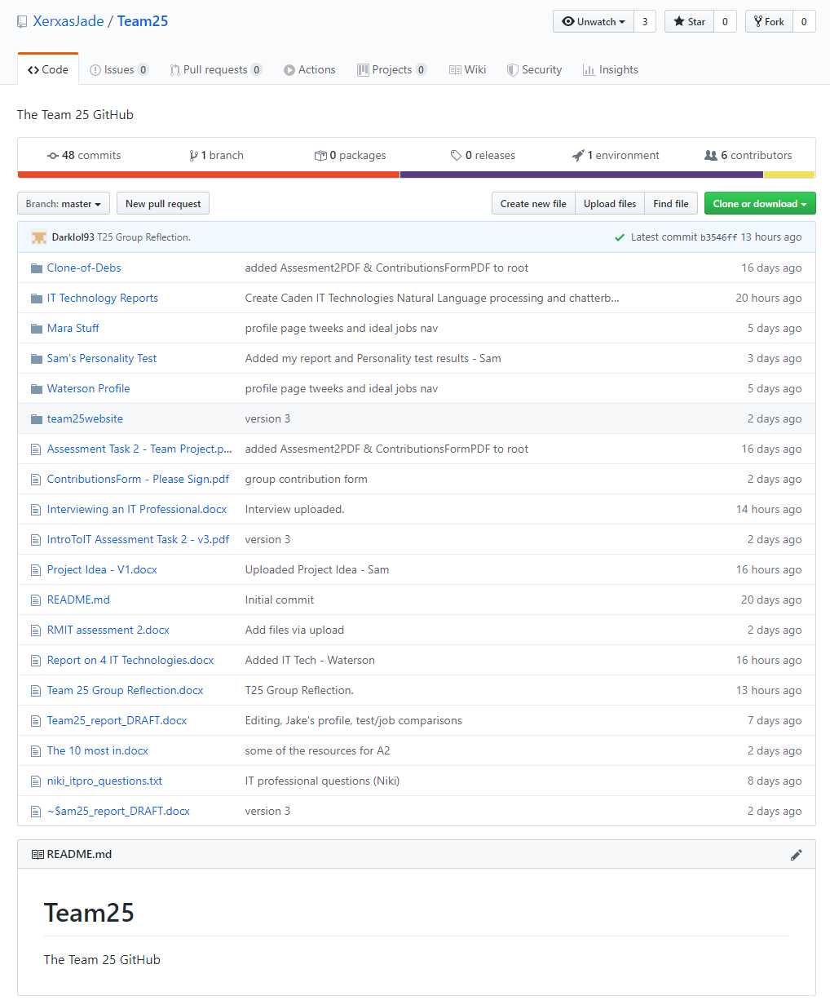 XerxasJade / Team25
Unwatch 3 Star 0 Fork 0
Code Issues 0 Pull requests 0 Actions Projects 0 Wiki Security Insights
The Team 25 GitHub
48 commits 1 branch 0 packages 0 releases 1 environment 6 contributors
Branch: master New pull request Create new file Upload files Find file Clone or download
Darklol93 T25 Group Reflection. Latest commit b3546ff 13 hours ago
Clone-of-Debs added Assesment2PDF & ContributionsFormPDF to root 16 days ago
IT Technology Reports Create Caden IT Technologies Natural Language processing and chatterb... 20 hours ago
Mara Stuff profile page tweeks and ideal jobs nav 5 days ago
Sam's Personality Test Added my report and Personality test results - Sam 3 days ago
Waterson Profile profile page tweeks and ideal jobs nav 5 days ago
team25website version 3 2 days ago
Assessment Task 2 - Team Project.p... added Assesment2PDF & ContributionsFormPDF to root 16 days ago
ContributionsForm - Please Sign.pdf group contribution form 2 days ago
Interviewing an IT Professional.docx Interview uploaded. 14 hours ago
IntroToIT Assessment Task 2 - v3.pdf version 3 2 days ago
Project Idea - V1.docx Uploaded Project Idea - Sam 16 hours ago
README.md Initial commit 20 days ago
RMIT assessment 2.docx Add files via upload 2 days ago
Report on 4 IT Technologies.docx Added IT Tech - Waterson 16 hours ago
Team 25 Group Reflection.docx T25 Group Reflection. 13 hours ago
Team25_report_DRAFT.docx Editing, Jake's profile, test/job comparisons 7 days ago
The 10 most in.docx some of the resources for A2 2 days ago
niki_itpro_questions.txt IT professional questions (Niki) 8 days ago
~$am25_report_DRAFT.docx version 3 2 days ago
README.md
Team25
The Team 25 GitHub